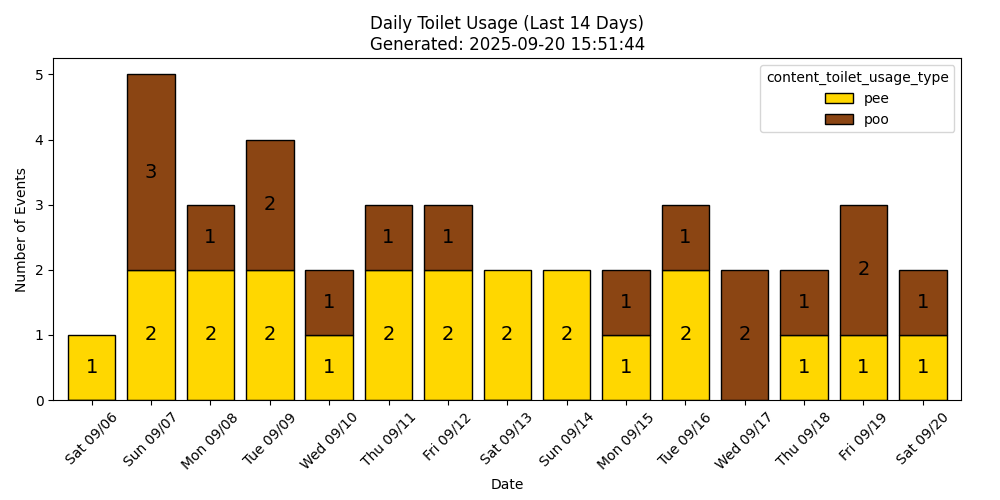 Daily Toilet Usage (Last 14 Days)
Generated: 2025-09-20 15:51:44
content_toilet_usage_type
pee
poo
Number of Events
5
4
3
2
1
0
1
2
3
2
1
2
2
1
1
2
1
2
1
2
2
1
1
2
1
2
1
1
1
2
1
1
Sat 09/06
Sun 09/07
Mon 09/08
Tue 09/09
Wed 09/10
Thu 09/11
Fri 09/12
Sat 09/13
Sun 09/14
Mon 09/15
Tue 09/16
Wed 09/17
Thu 09/18
Fri 09/19
Sat 09/20
Date